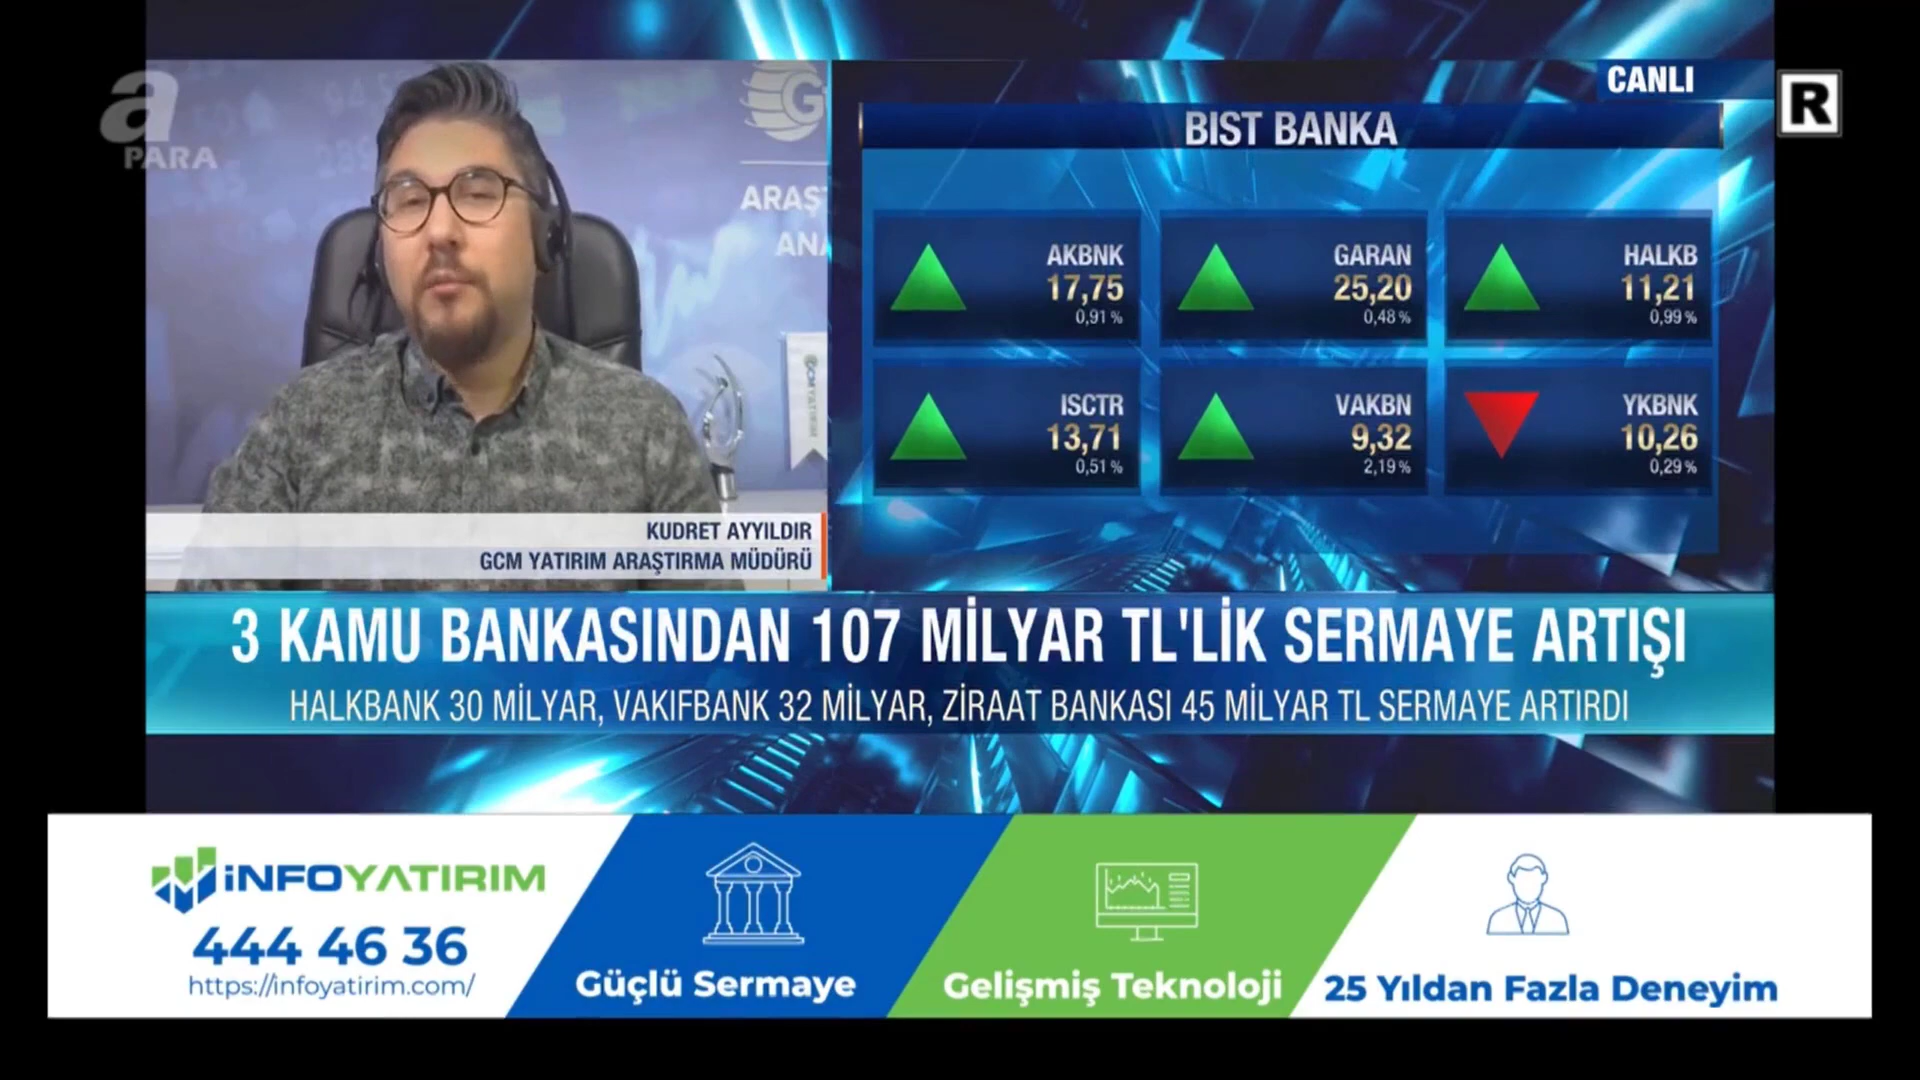 a
PARA
G
ARAŞ
ANA
GCM YATIRIM
CANLI
R
BIST BANKA
AKBNK
17,75
0,91 %
GARAN
25,20
0,48 %
HALKB
11,21
0,99 %
ISCTR
13,71
0,51 %
VAKBN
9,32
2,19 %
YKBNK
10,26
0,29 %
KUDRET AYYILDIR
GCM YATIRIM ARAŞTIRMA MÜDÜRÜ
3 KAMU BANKASINDAN 107 MİLYAR TL'LİK SERMAYE ARTIŞI
HALKBANK 30 MİLYAR, VAKIFBANK 32 MİLYAR, ZİRAAT BANKASI 45 MİLYAR TL SERMAYE ARTIRDI
İNFOYATIRIM
444 46 36
https://infoyatirim.com/
Güçlü Sermaye
Gelişmiş Teknoloji
25 Yıldan Fazla Deneyim